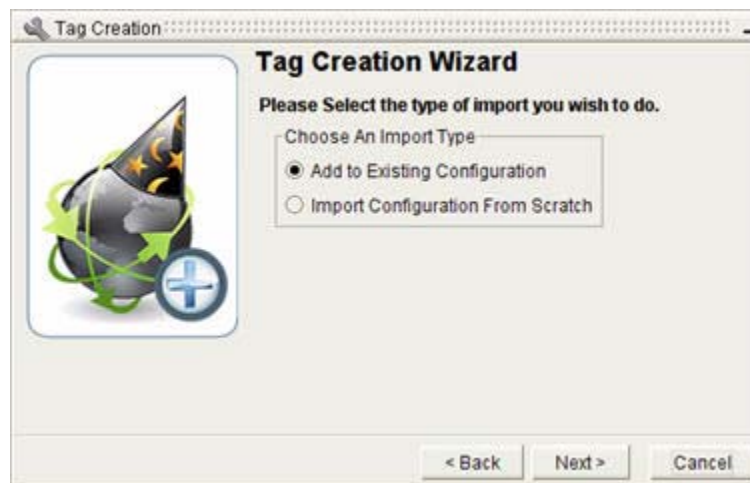 Tag Creation
Tag Creation Wizard
Please Select the type of import you wish to do.
Choose An Import Type
Add to Existing Configuration
Import Configuration From Scratch
< Back
Next >
Cancel